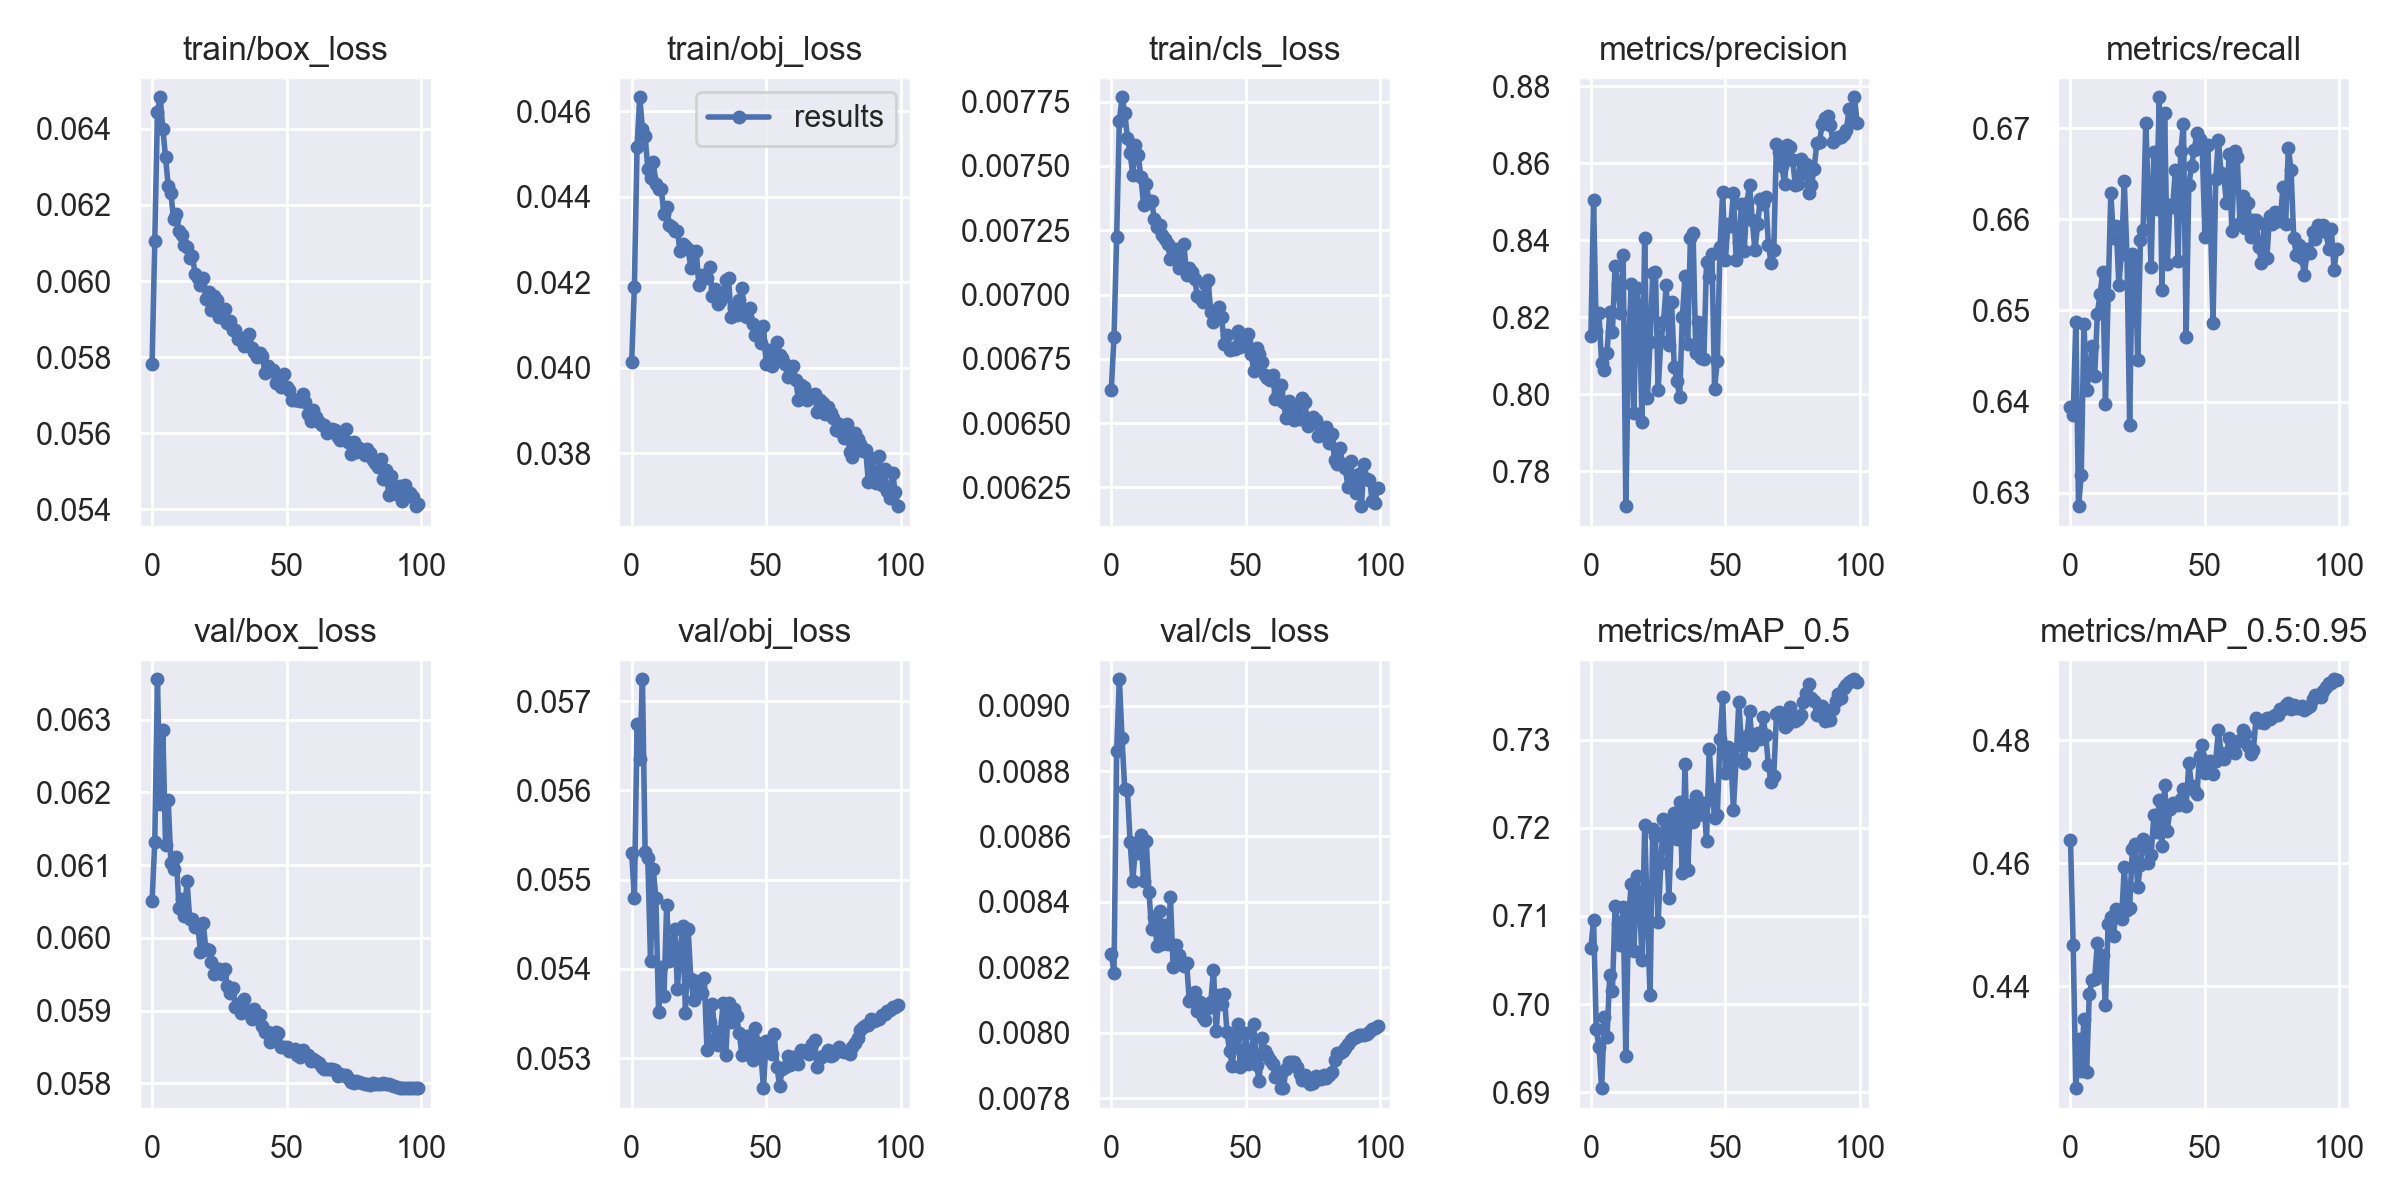 train/box_loss
0.064
0.062
0.060
0.058
0.056
0.054
0 50 100
train/obj_loss
results
0.046
0.044
0.042
0.040
0.038
0 50 100
train/cls_loss
0.00775
0.00750
0.00725
0.00700
0.00675
0.00650
0.00625
0 50 100
metrics/precision
0.88
0.86
0.84
0.82
0.80
0.78
0 50 100
metrics/recall
0.67
0.66
0.65
0.64
0.63
0 50 100
val/box_loss
0.063
0.062
0.061
0.060
0.059
0.058
0 50 100
val/obj_loss
0.057
0.056
0.055
0.054
0.053
0 50 100
val/cls_loss
0.0090
0.0088
0.0086
0.0084
0.0082
0.0080
0.0078
0 50 100
metrics/mAP_0.5
0.73
0.72
0.71
0.70
0.69
0 50 100
metrics/mAP_0.5:0.95
0.48
0.46
0.44
0 50 100